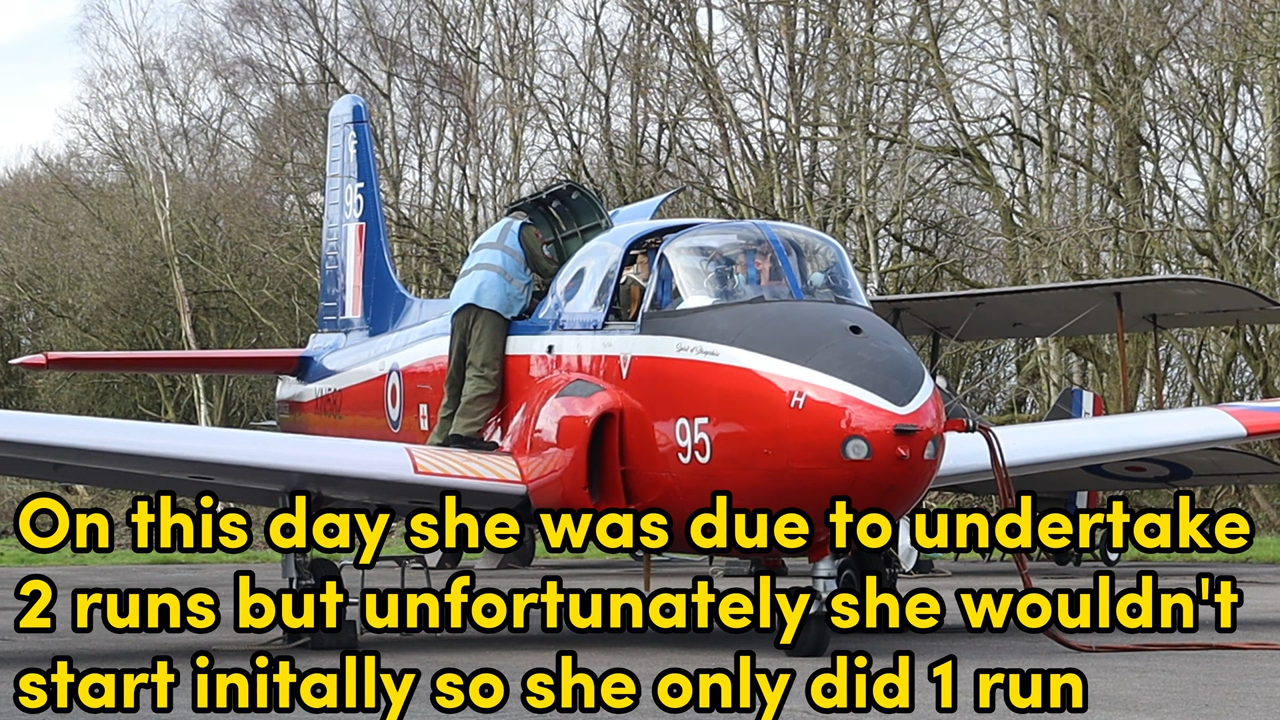 F
95
95
H
On this day she was due to undertake
2 runs but unfortunately she wouldn't
start initally so she only did 1 run